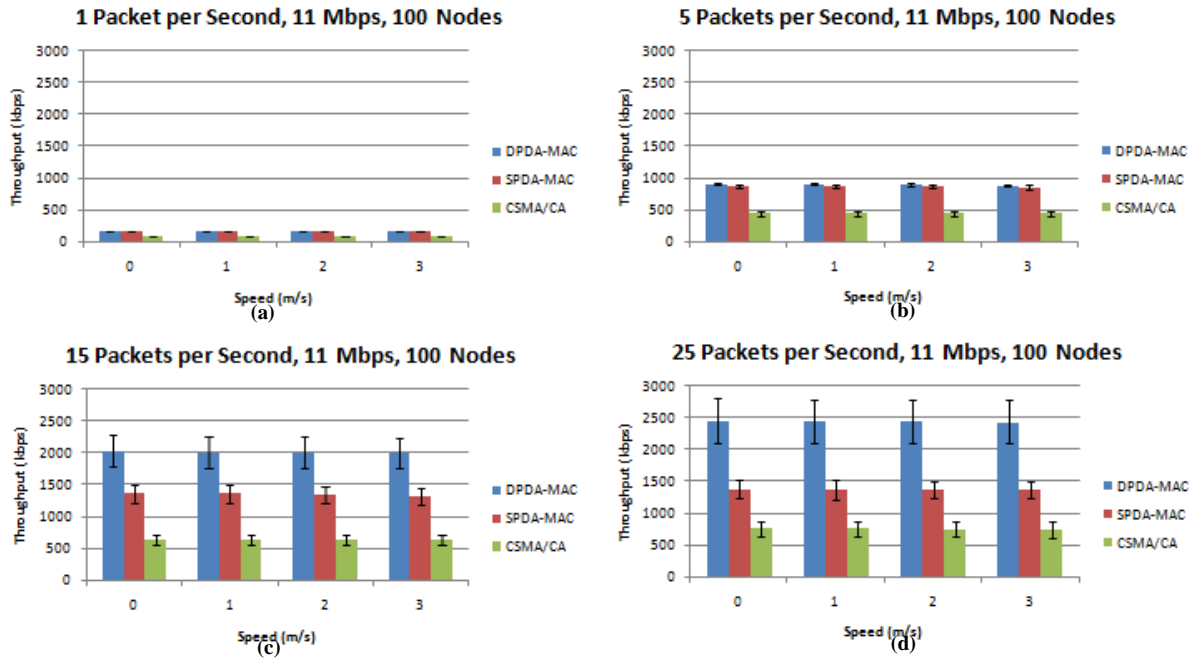 1 Packet per Second, 11 Mbps, 100 Nodes
3000
2500
2000
1500
1000
500
0
Throughput (kbps)
0 1 2 3
Speed (m/s)
DPDA-MAC
SPDA-MAC
CSMA/CA
(a)
5 Packets per Second, 11 Mbps, 100 Nodes
3000
2500
2000
1500
1000
500
0
Throughput (kbps)
0 1 2 3
Speed (m/s)
DPDA-MAC
SPDA-MAC
CSMA/CA
(b)
15 Packets per Second, 11 Mbps, 100 Nodes
3000
2500
2000
1500
1000
500
0
Throughput (kbps)
0 1 2 3
Speed (m/s)
DPDA-MAC
SPDA-MAC
CSMA/CA
(c)
25 Packets per Second, 11 Mbps, 100 Nodes
3000
2500
2000
1500
1000
500
0
Throughput (kbps)
0 1 2 3
Speed (m/s)
DPDA-MAC
SPDA-MAC
CSMA/CA
(d)